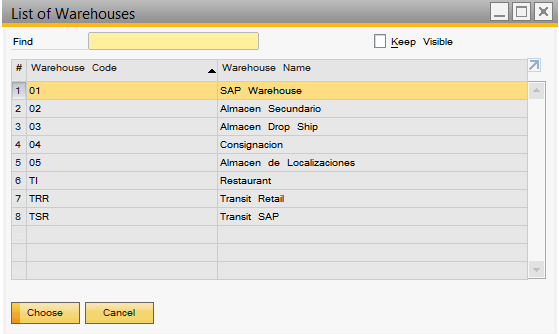 List of Warehouses
Find Keep Visible
# Warehouse Code Warehouse Name
1 01 SAP Warehouse
2 02 Almacen Secundario
3 03 Almacen Drop Ship
4 04 Consignacion
5 05 Almacen de Localizaciones
6 TI Restaurant
7 TRR Transit Retail
8 TSR Transit SAP
Choose Cancel